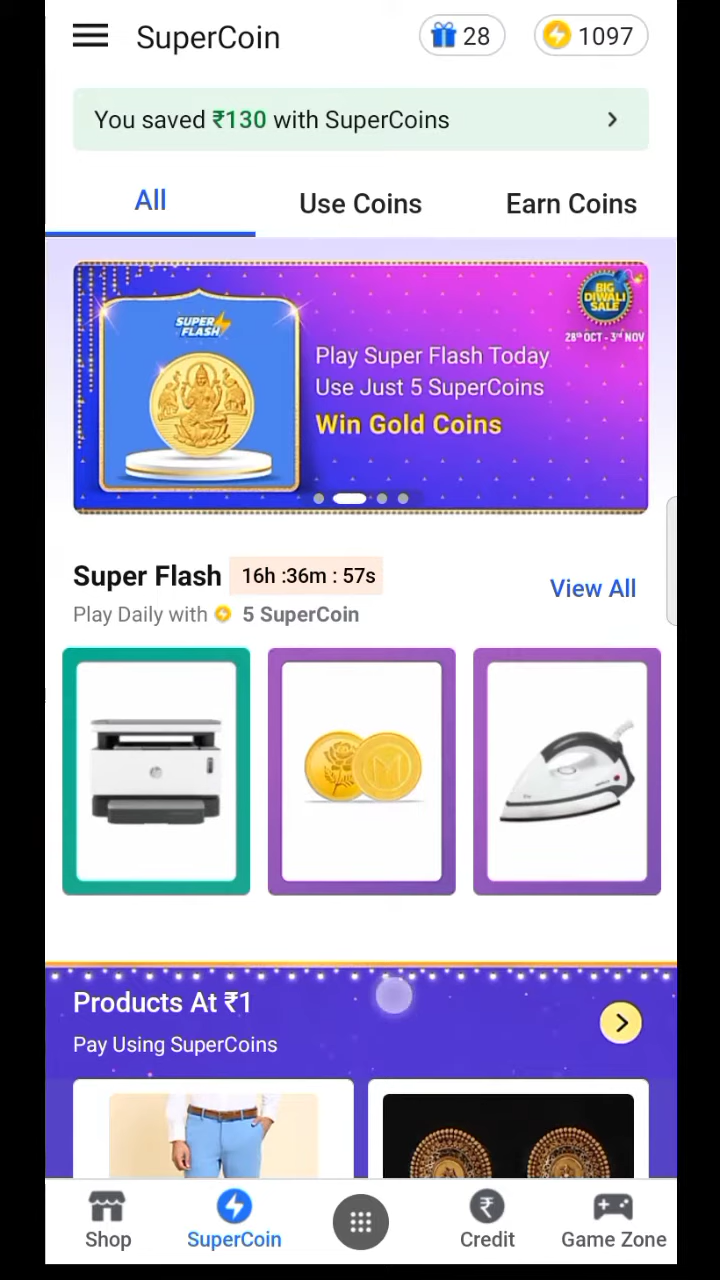 SuperCoin
28
1097
You saved ₹130 with SuperCoins
All
Use Coins
Earn Coins
SUPER
FLASH
BIG
DIWALI
SALE
28th OCT - 3rd NOV
Play Super Flash Today
Use Just 5 SuperCoins
Win Gold Coins
Super Flash
16h :36m : 57s
View All
Play Daily with 5 SuperCoin
hp
M
Products At ₹1
Pay Using SuperCoins
Shop
SuperCoin
Credit
Game Zone